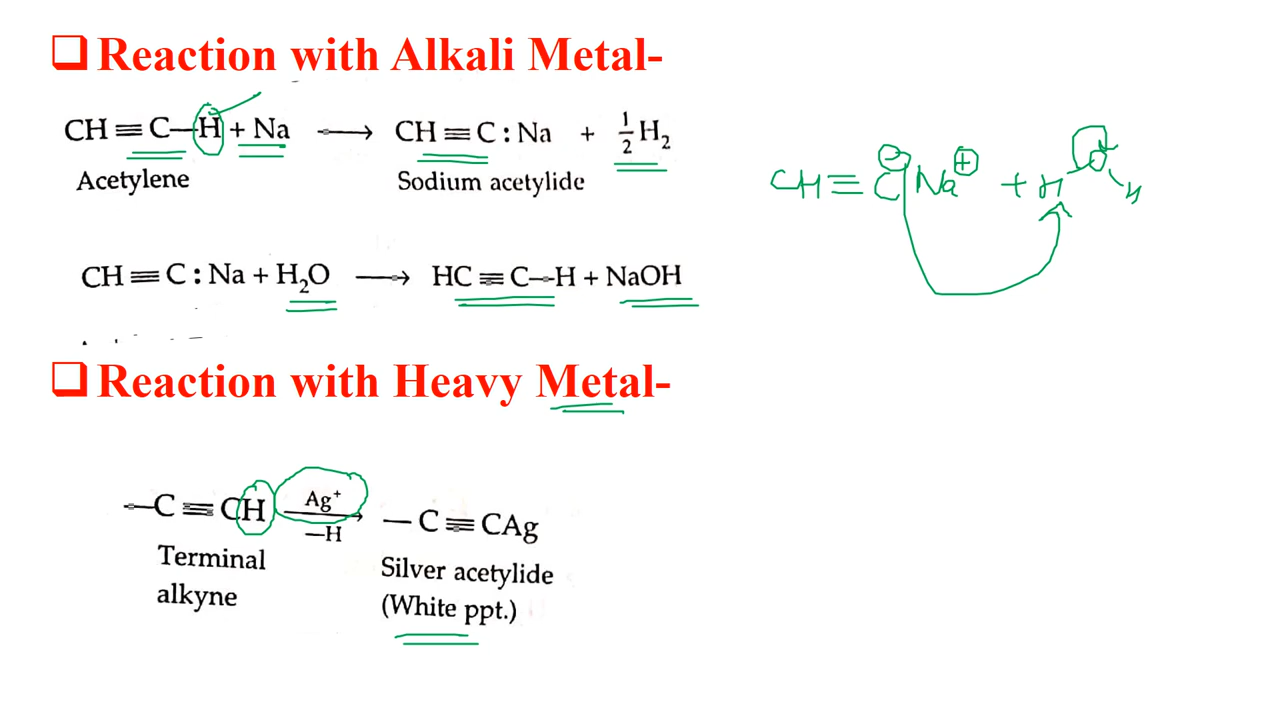 ❑ Reaction with Alkali Metal-
CH≡C—H + Na ⟶ CH≡C:Na + ½H₂
Acetylene Sodium acetylide
CH≡C⊖Na⊕ + H O H
CH≡C:Na + H₂O ⟶ HC≡C—H + NaOH
❑ Reaction with Heavy Metal-
—C≡CH Ag⁺ ⟶ —C≡CAg
—H
Terminal Silver acetylide
alkyne (White ppt.)